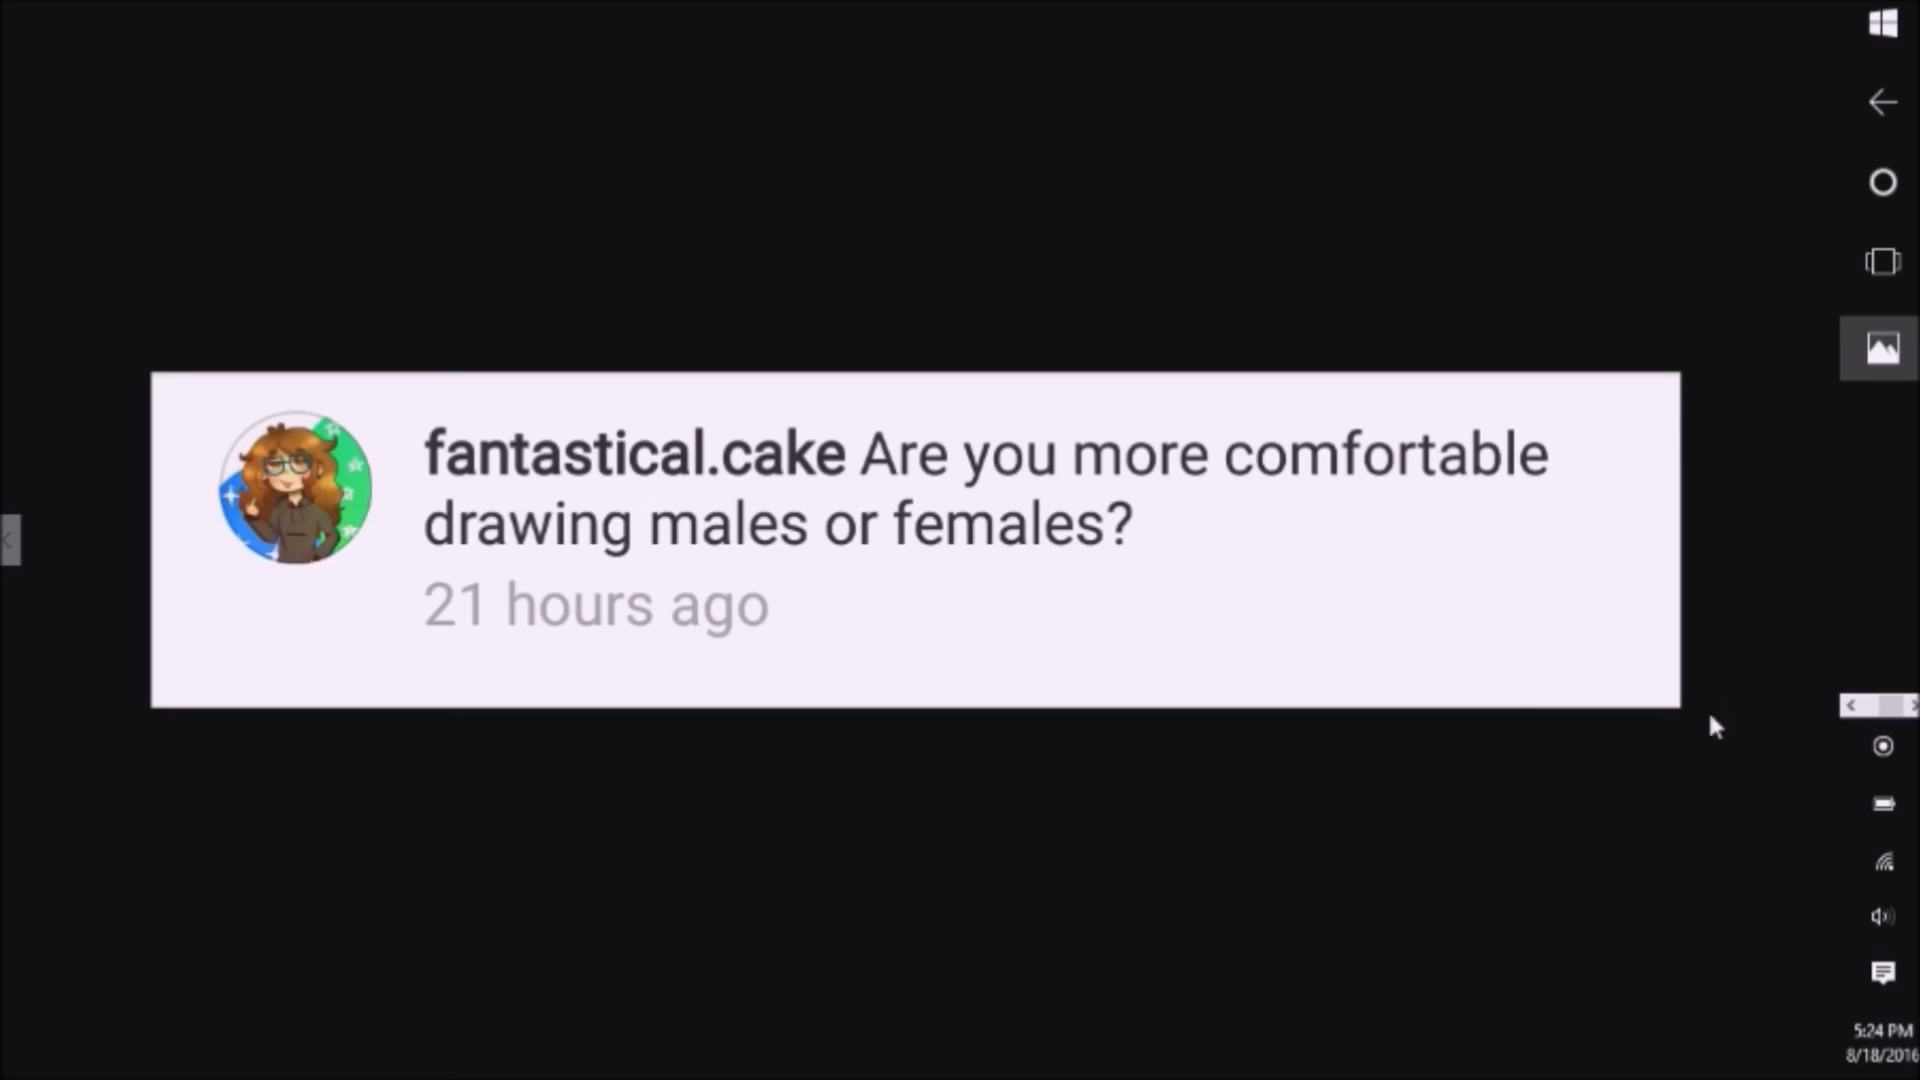 fantastical.cake Are you more comfortable
drawing males or females?
21 hours ago
5:24 PM
8/18/2016